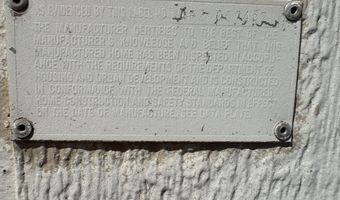 AS EVIDENCED BY THIS LABEL NO.
THE MANUFACTURER CERTIFIES TO THE BEST OF THE
MANUFACTURER'S KNOWLEDGE AND BELIEF THAT THIS
MANUFACTURED HOME HAS BEEN INSPECTED IN ACCORD-
ANCE WITH THE REQUIREMENTS OF THE DEPARTMENT OF
HOUSING AND URBAN DEVELOPMENT AND IS CONSTRUCTED
IN CONFORMANCE WITH THE FEDERAL MANUFACTURED
HOME CONSTRUCTION AND SAFETY STANDARDS IN EFFECT
ON THE DATE OF MANUFACTURE. SEE DATA PLATE.